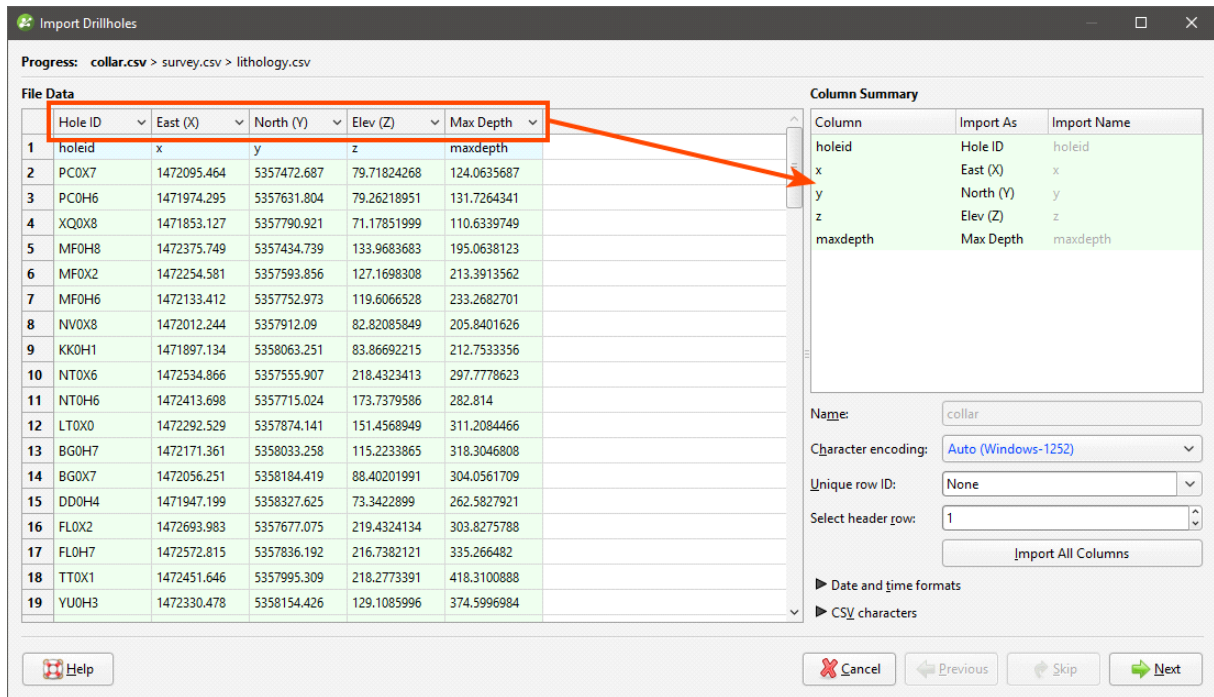 Import Drillholes
Progress: collar.csv > survey.csv > lithology.csv
File Data
Hole ID East (X) North (Y) Elev (Z) Max Depth
1 holeid x y z maxdepth
2 PC0X7 1472095.464 5357472.687 79.71824268 124.0635687
3 PC0H6 1471974.295 5357631.804 79.26218951 131.7264341
4 XQ0X8 1471853.127 5357790.921 71.17851999 110.6339749
5 MF0H8 1472375.749 5357434.739 133.9683683 195.0638123
6 MF0X2 1472254.581 5357593.856 127.1698308 213.3913562
7 MF0H6 1472133.412 5357752.973 119.6066528 233.2682701
8 NV0X8 1472012.244 5357912.09 82.82085849 205.8401626
9 KK0H1 1471897.134 5358063.251 83.86692215 212.7533356
10 NT0X6 1472534.866 5357555.907 218.4323413 297.7778623
11 NT0H6 1472413.698 5357715.024 173.7379586 282.814
12 LT0X0 1472292.529 5357874.141 151.4568949 311.2084466
13 BG0H7 1472171.361 5358033.258 115.2233865 318.3046808
14 BG0X7 1472056.251 5358184.419 88.40201991 304.0561709
15 DD0H4 1471947.199 5358327.625 73.3422899 262.5827921
16 FL0X2 1472693.983 5357677.075 219.4324134 303.8275788
17 FL0H7 1472572.815 5357836.192 216.7382121 335.266482
18 TT0X1 1472451.646 5357995.309 218.2773391 418.3100888
19 YU0H3 1472330.478 5358154.426 129.1085996 374.5996984
Column Summary
Column Import As Import Name
holeid Hole ID holeid
x East (X) x
y North (Y) y
z Elev (Z) z
maxdepth Max Depth maxdepth
Name: collar
Character encoding: Auto (Windows-1252)
Unique row ID: None
Select header row: 1
Import All Columns
Date and time formats
CSV characters
Help Cancel Previous Skip Next